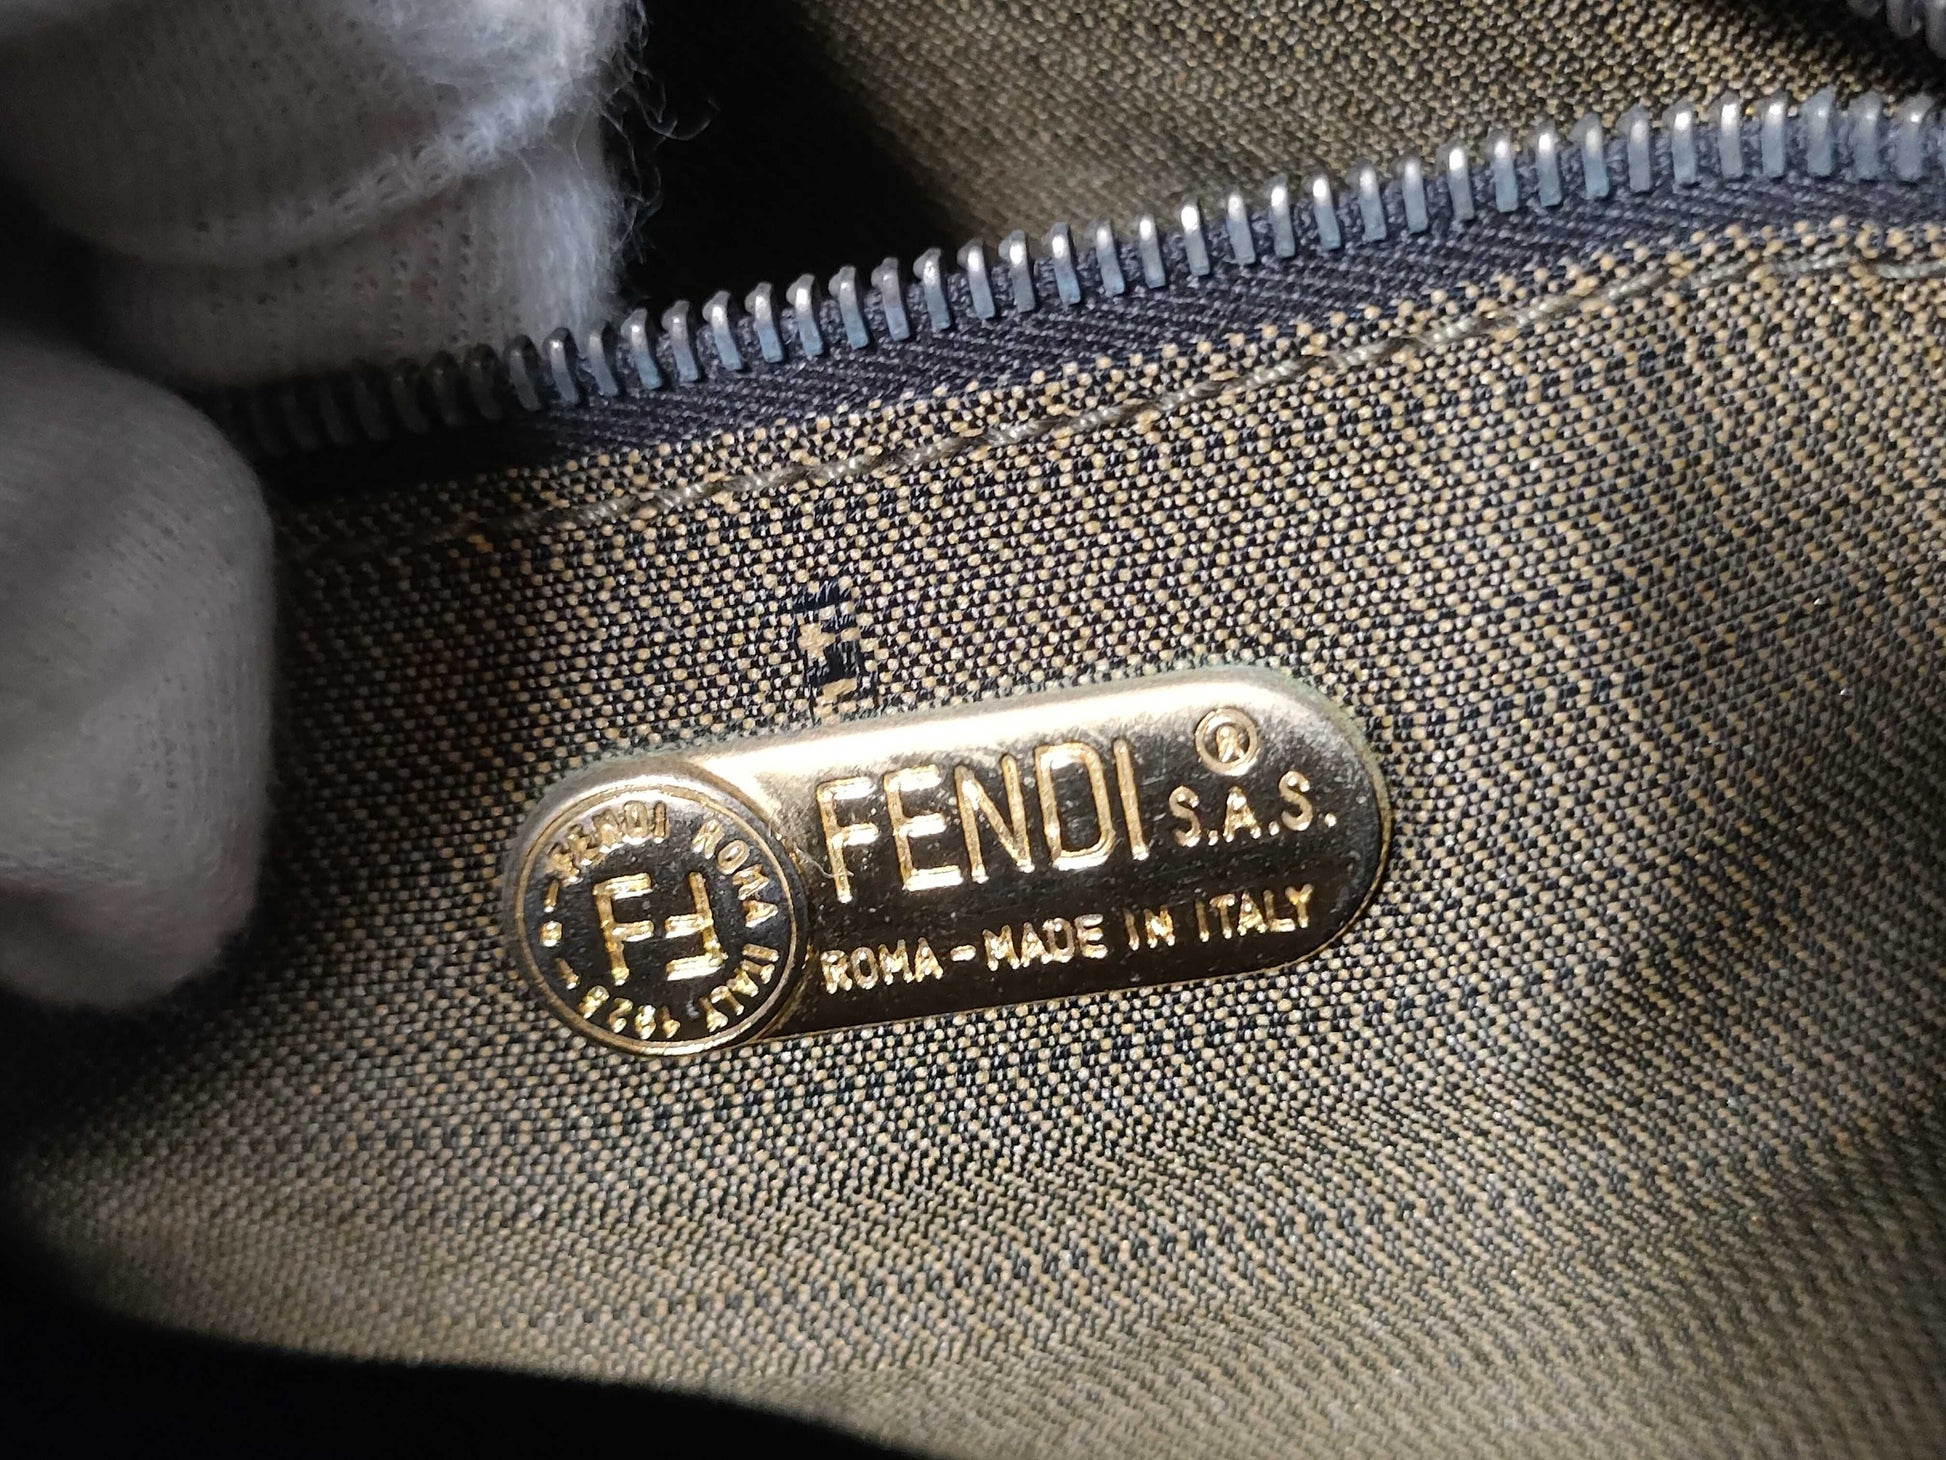 FENDI S.A.S.®
ROMA - MADE IN ITALY
FENDI ROMA ITALY 1925
FF